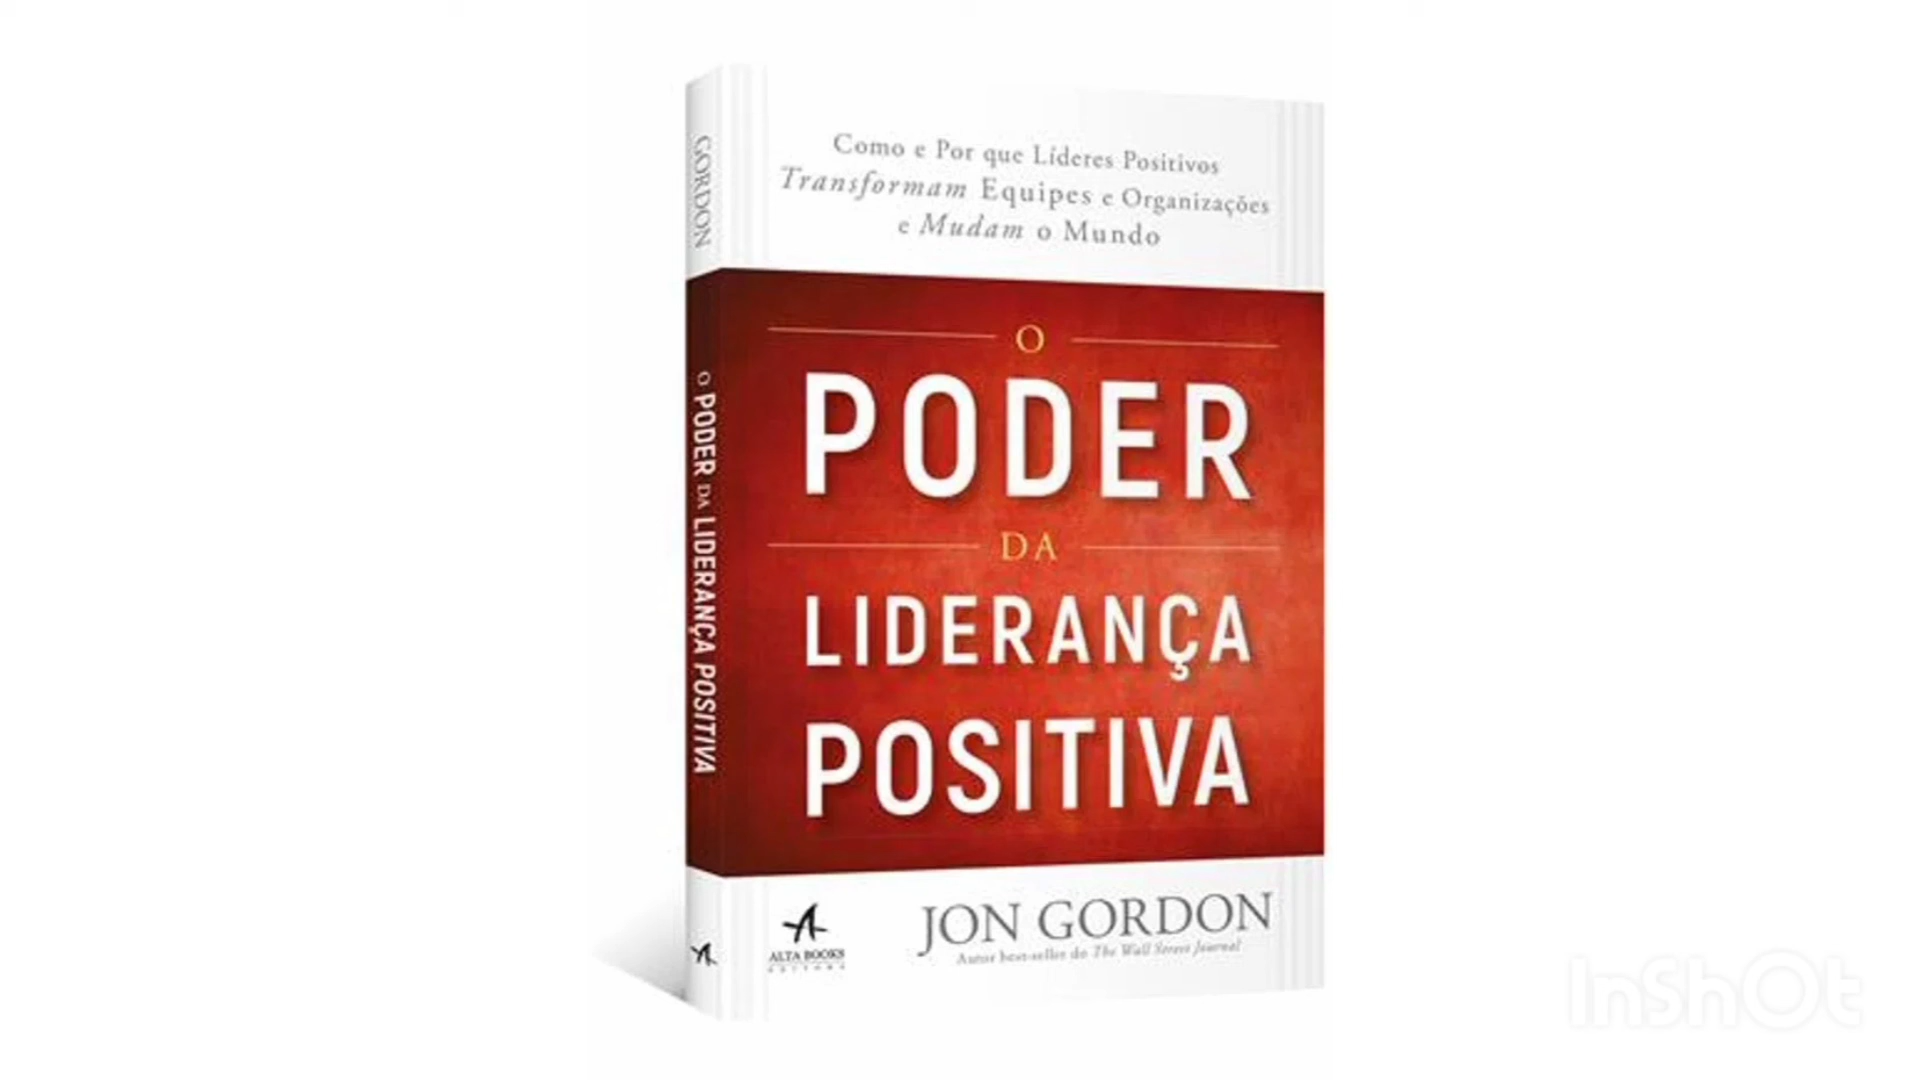 Como e Por que Líderes Positivos
Transformam Equipes e Organizações
e Mudam o Mundo
O
PODER
DA
LIDERANÇA
POSITIVA
JON GORDON
Autor best-seller do The Wall Street Journal
ALTA BOOKS
EDITORA
GORDON
O PODER DA LIDERANÇA POSITIVA
InShOt